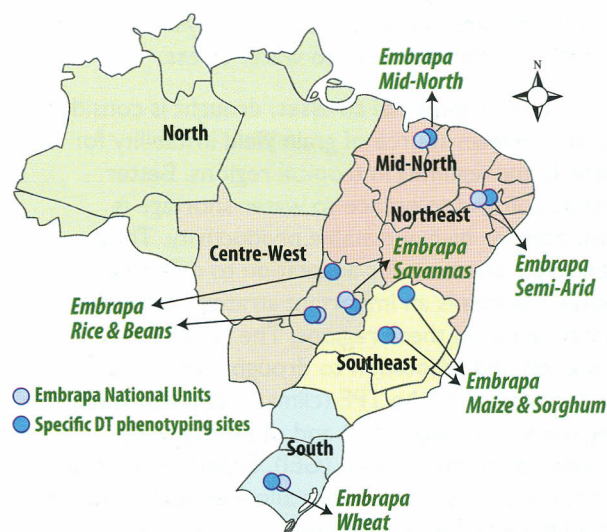 Embrapa
Mid-North
N
North
Mid-North
Northeast
Centre-West
Embrapa
Savannas
Embrapa
Semi-Arid
Embrapa
Rice & Beans
Southeast
Embrapa
Maize & Sorghum
Embrapa National Units
Specific DT phenotyping sites
South
Embrapa
Wheat